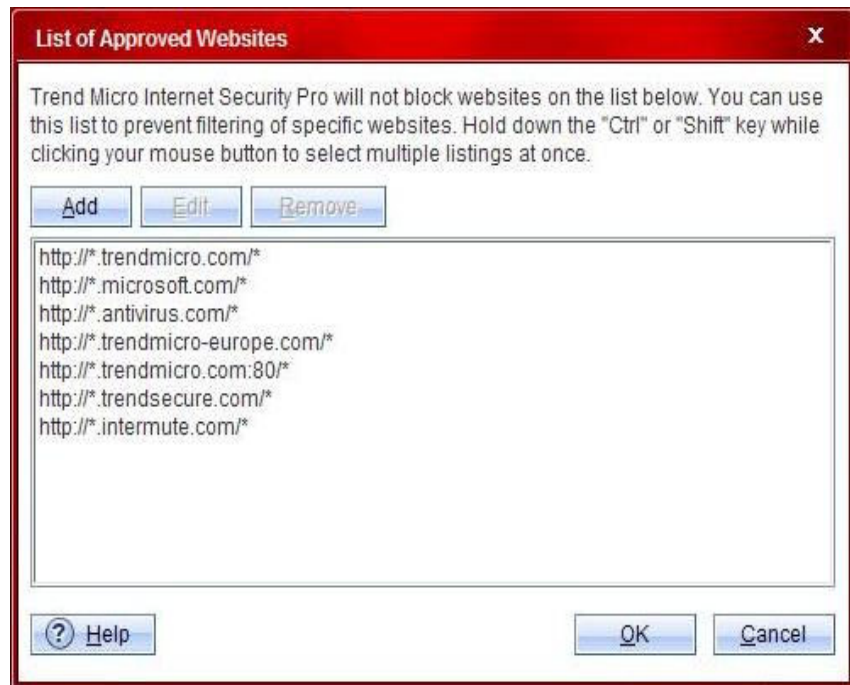 List of Approved Websites
x
Trend Micro Internet Security Pro will not block websites on the list below. You can use
this list to prevent filtering of specific websites. Hold down the "Ctrl" or "Shift" key while
clicking your mouse button to select multiple listings at once.
Add Edit Remove
http://*.trendmicro.com/*
http://*.microsoft.com/*
http://*.antivirus.com/*
http://*.trendmicro-europe.com/*
http://*.trendmicro.com:80/*
http://*.trendsecure.com/*
http://*.intermute.com/*
? Help OK Cancel